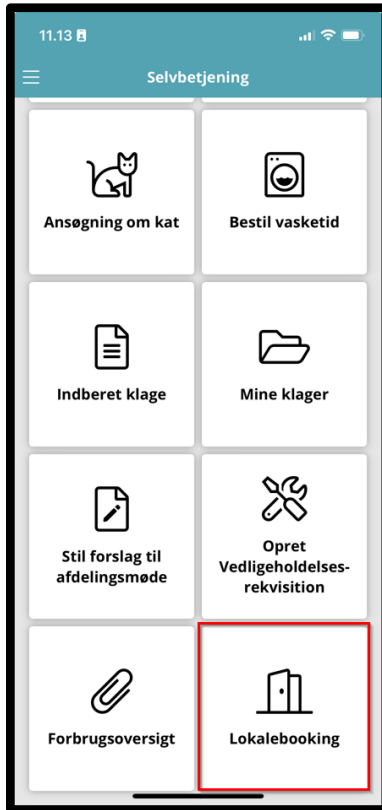 11.13
Selvbetjening
Ansøgning om kat
Bestil vasketid
Indberet klage
Mine klager
Stil forslag til
afdelingsmøde
Opret
Vedligeholdelses-
rekvisition
Forbrugsoversigt
Lokalebooking